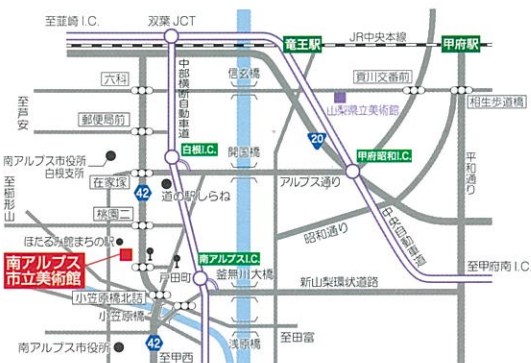 至韮崎 I.C.
双葉 JCT
竜王駅
JR中央本線
甲府駅
六科
信玄橋
貢川交番前
中部横断自動車道
山梨県立美術館
相生歩道橋
至芦安
郵便局前
20
白根I.C.
開国橋
甲府昭和I.C.
平和通り
南アルプス市役所
白根支所
在家塚
42
道の駅しらね
アルプス通り
至櫛形山
桃園二
昭和通り
中央自動車道
ほたるみ館まちの駅
南アルプスI.C.
至甲府南 I.C.
南アルプス
市立美術館
戸田町
釜無川大橋
新山梨環状道路
小笠原橋北詰
小笠原橋
至田富
南アルプス市役所
42
浅原橋
至甲西